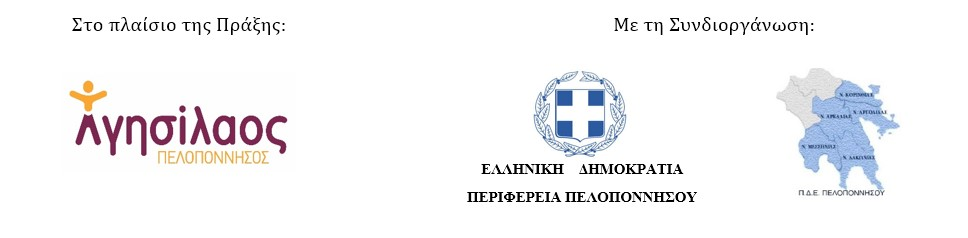 Στο πλαίσιο της Πράξης:
Με τη Συνδιοργάνωση:
Αγησίλαος
ΠΕΛΟΠΟΝΝΗΣΟΣ
ΕΛΛΗΝΙΚΗ ΔΗΜΟΚΡΑΤΙΑ
ΠΕΡΙΦΕΡΕΙΑ ΠΕΛΟΠΟΝΝΗΣΟΥ
Ν. ΚΟΡΙΝΘΙΑΣ
Ν. ΑΡΓΟΛΙΔΑΣ
Ν. ΑΡΚΑΔΙΑΣ
Ν. ΜΕΣΣΗΝΙΑΣ
Ν. ΛΑΚΩΝΙΑΣ
Π.Δ.Ε. ΠΕΛΟΠΟΝΝΗΣΟΥ